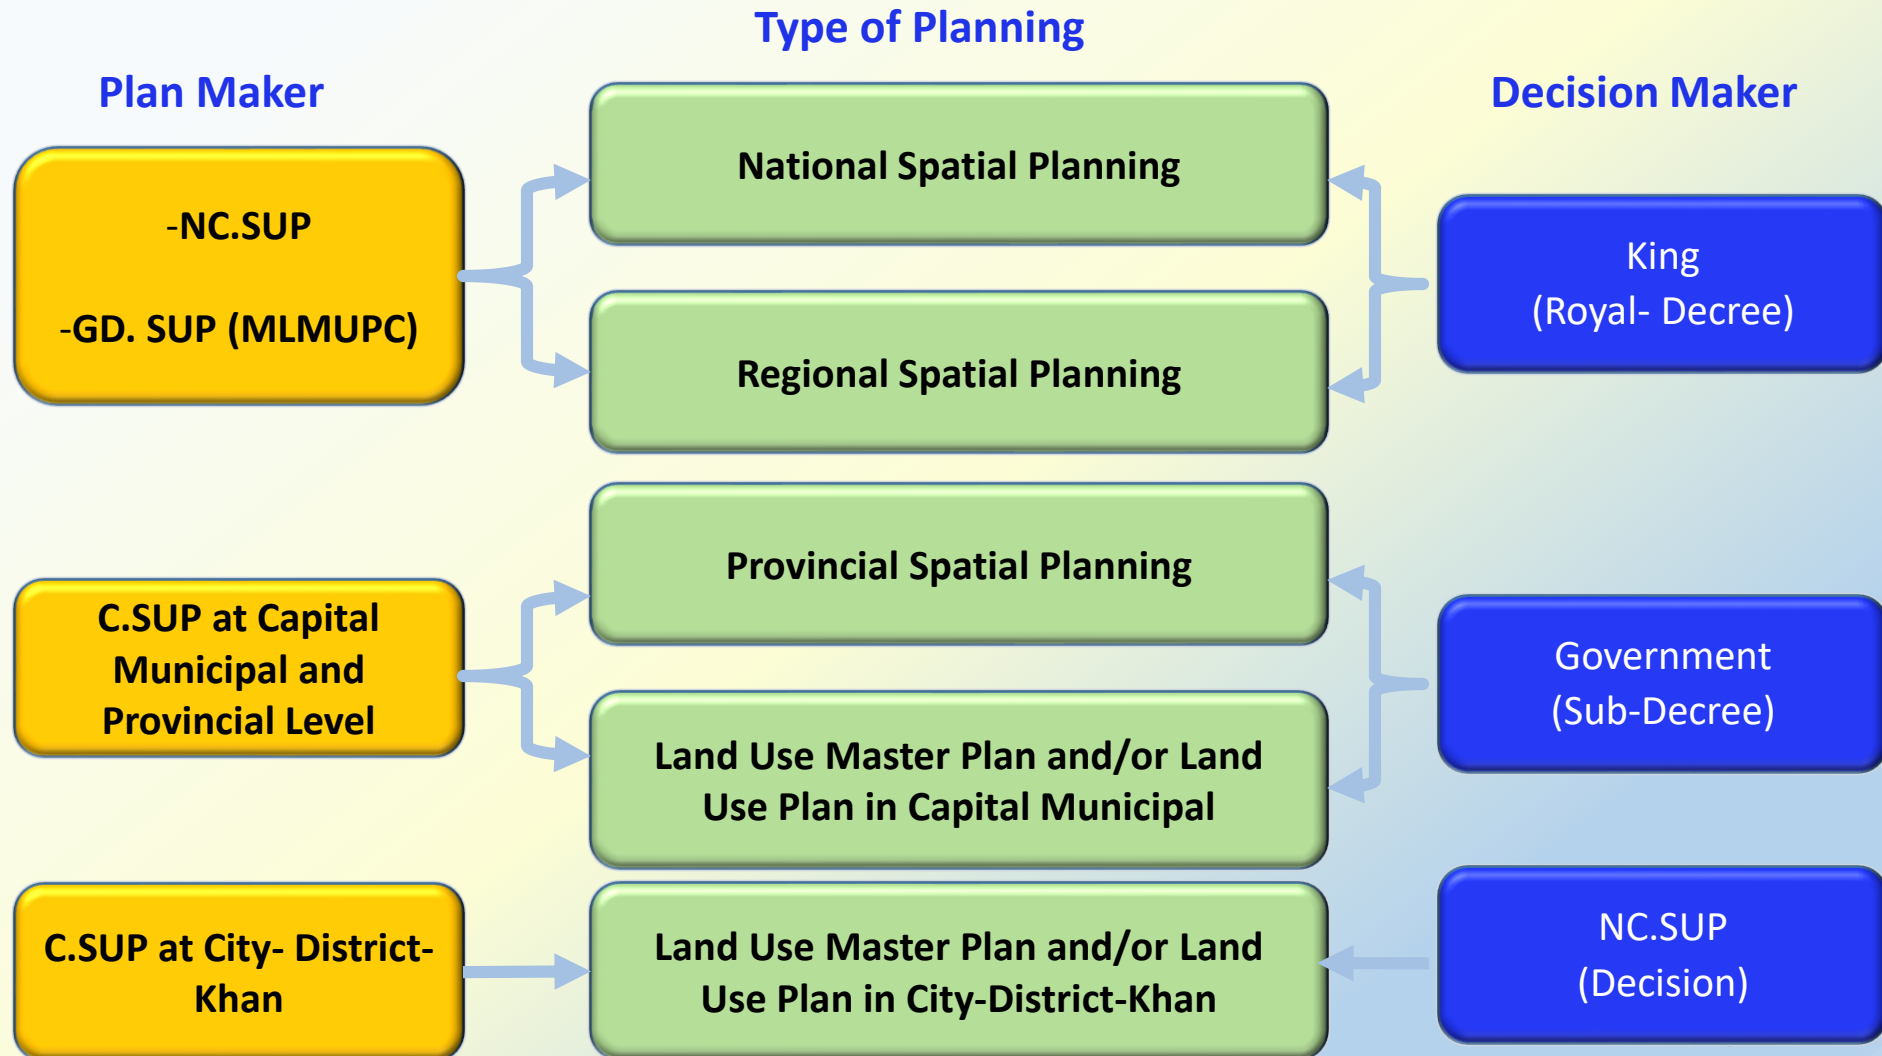 Type of Planning
Plan Maker
Decision Maker
-NC.SUP
-GD. SUP (MLMUPC)
National Spatial Planning
Regional Spatial Planning
King
(Royal- Decree)
C.SUP at Capital
Municipal and
Provincial Level
Provincial Spatial Planning
Land Use Master Plan and/or Land
Use Plan in Capital Municipal
Government
(Sub-Decree)
C.SUP at City- District-
Khan
Land Use Master Plan and/or Land
Use Plan in City-District-Khan
NC.SUP
(Decision)